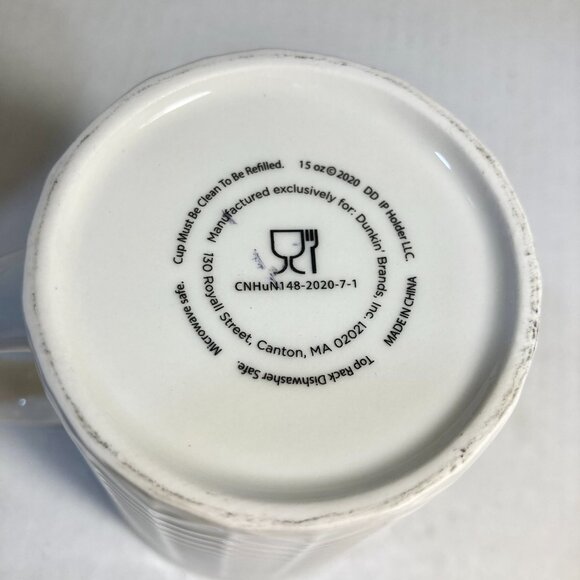 Cup Must Be Clean To Be Refilled. 15 oz©2020 DD IP Holder LLC.
MADE IN CHINA
Top Rack Dishwasher Safe.
Microwave safe.
Manufactured exclusively for: Dunkin' Brands, Inc.
130 Royall Street, Canton, MA 02021
CNHuN148-2020-7-1